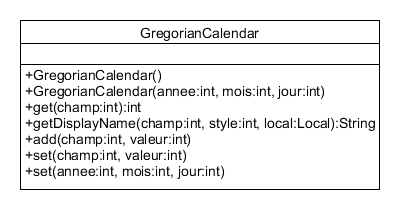 GregorianCalendar
+GregorianCalendar()
+GregorianCalendar(annee:int, mois:int, jour:int)
+get(champ:int):int
+getDisplayName(champ:int, style:int, local:Local):String
+add(champ:int, valeur:int)
+set(champ:int, valeur:int)
+set(annee:int, mois:int, jour:int)